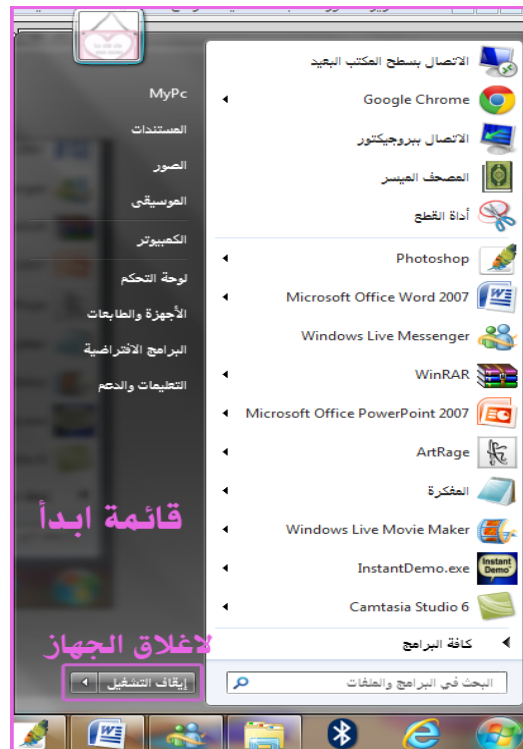 الاتصال بسطح المكتب البعيد
Google Chrome
الاتصال ببروجيكتور
المصحف الميسر
أداة القطع
Photoshop
Microsoft Office Word 2007
Windows Live Messenger
WinRAR
Microsoft Office PowerPoint 2007
ArtRage
المفكرة
Windows Live Movie Maker
InstantDemo.exe
Instant
Demo
Camtasia Studio 6
كافة البرامج
البحث في البرامج والملفات
MyPc
المستندات
الصور
الموسيقى
الكمبيوتر
لوحة التحكم
الأجهزة والطابعات
البرامج الافتراضية
التعليمات والدعم
قائمة ابدأ
لاغلاق الجهاز
إيقاف التشغيل